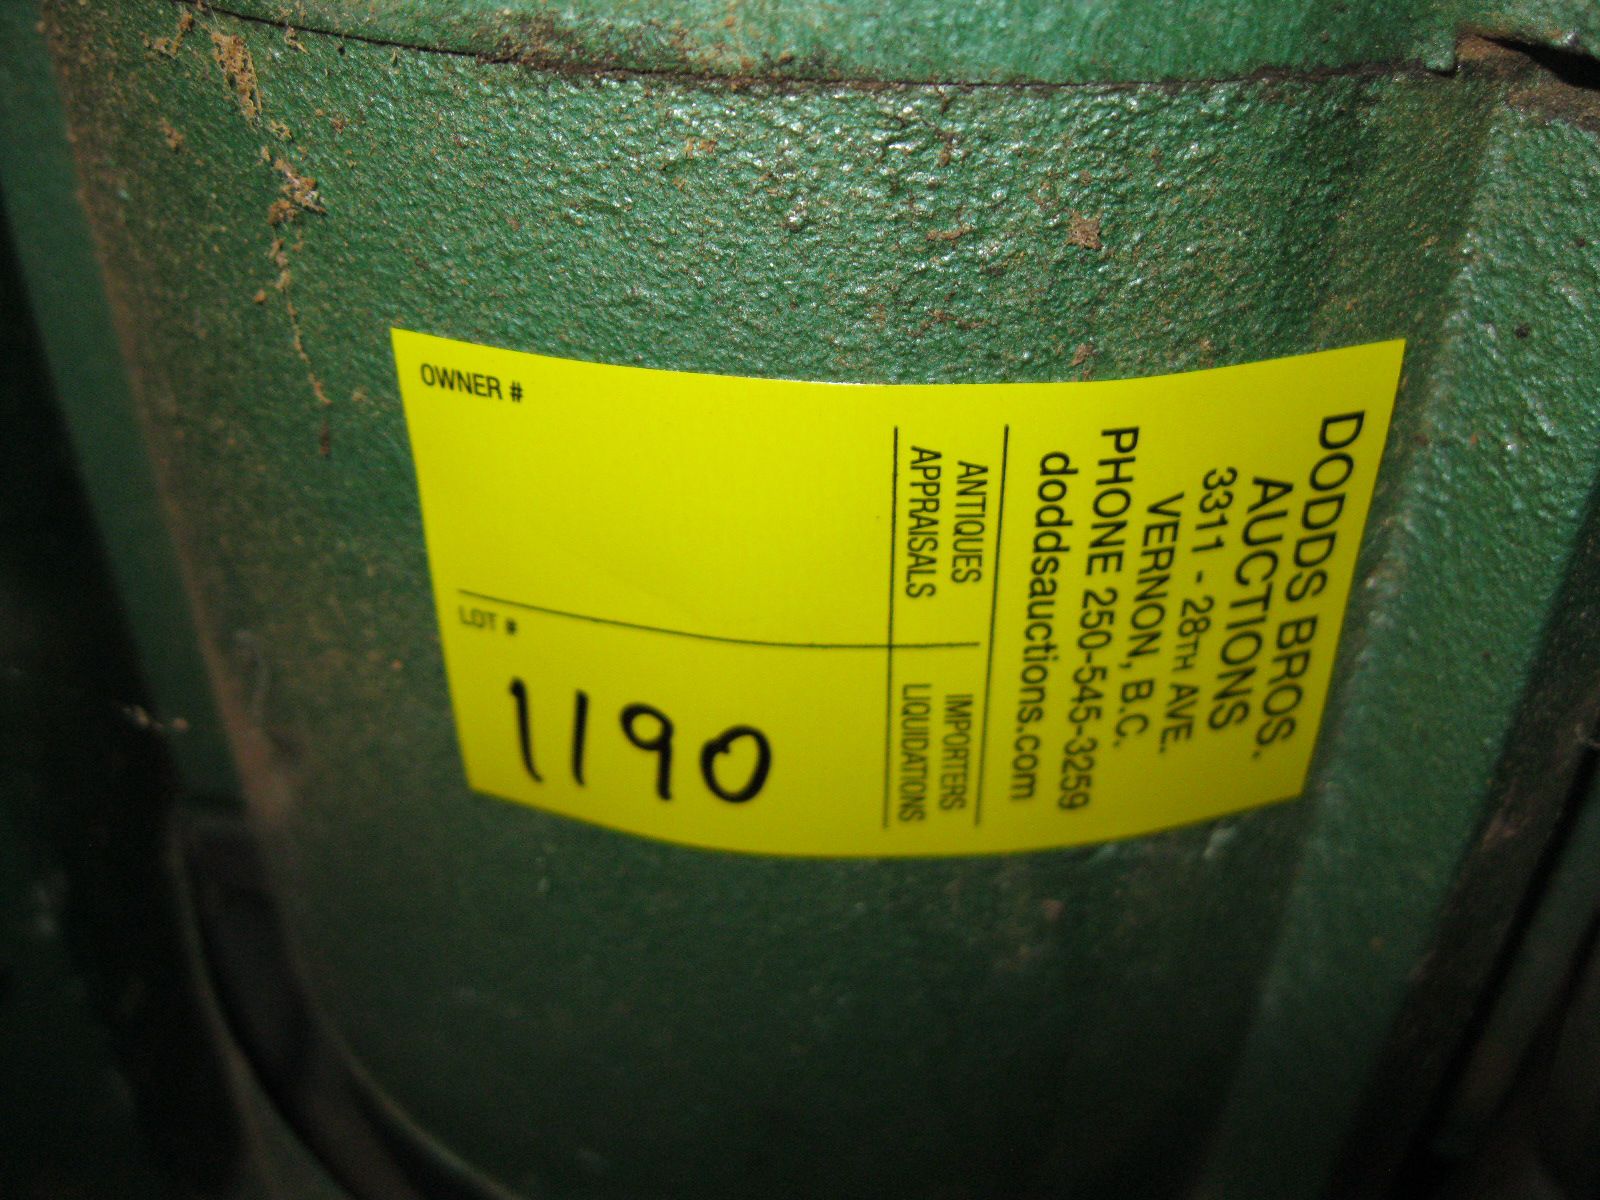 DODDS BROS.
AUCTIONS
3311 - 28TH AVE.
VERNON, B.C.
PHONE 250-545-3259
doddsauctions.com
ANTIQUES IMPORTERS
APPRAISALS LIQUIDATIONS
OWNER #
LOT #
1190